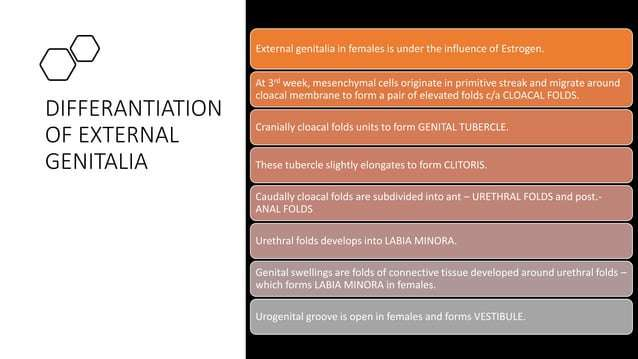 DIFFERANTIATION
OF EXTERNAL
GENITALIA
External genitalia in females is under the influence of Estrogen.
At 3rd week, mesenchymal cells originate in primitive streak and migrate around
cloacal membrane to form a pair of elevated folds c/a CLOACAL FOLDS.
Cranially cloacal folds units to form GENITAL TUBERCLE.
These tubercle slightly elongates to form CLITORIS.
Caudally cloacal folds are subdivided into ant – URETHRAL FOLDS and post.-
ANAL FOLDS
Urethral folds develops into LABIA MINORA.
Genital swellings are folds of connective tissue developed around urethral folds –
which forms LABIA MINORA in females.
Urogenital groove is open in females and forms VESTIBULE.